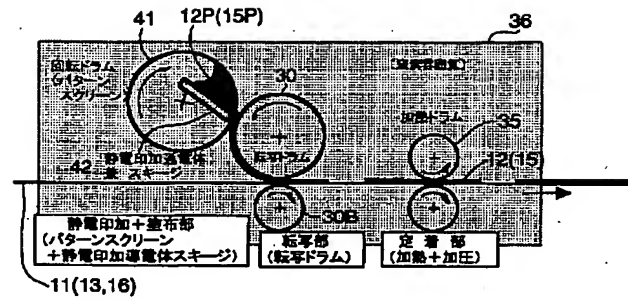 12P(15P)
41
36
回転ドラム
(パターン
スクリーン)
30
加熱ドラム
35
12(15)
42
静電印加導電体
兼 スキージ
転写ドラム
30B
静電印加+塗布部
(パターンスクリーン
+静電印加導電体スキージ)
転写部
(転写ドラム)
定着部
(加熱+加圧)
11(13,16)